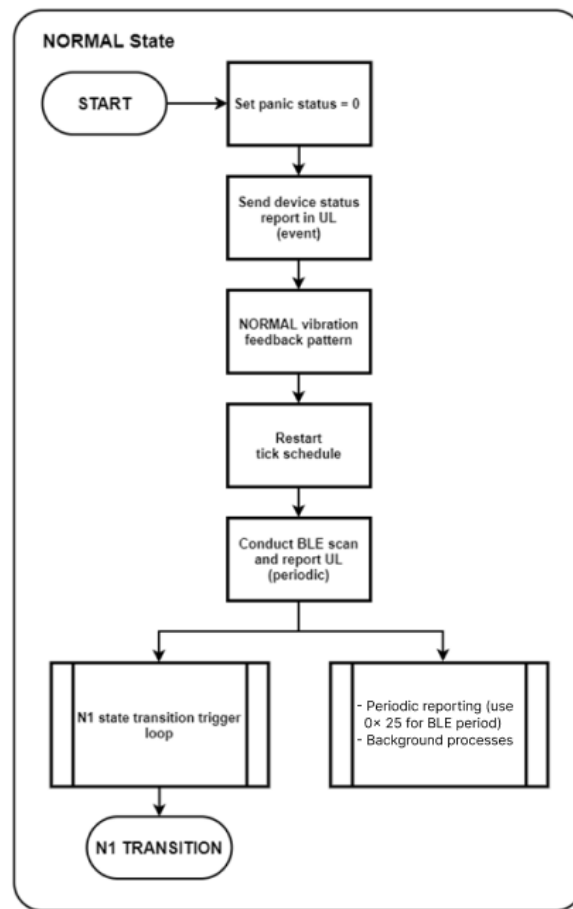 NORMAL State
START
Set panic status = 0
Send device status
report in UL
(event)
NORMAL vibration
feedback pattern
Restart
tick schedule
Conduct BLE scan
and report UL
(periodic)
N1 state transition trigger
loop
- Periodic reporting (use
0× 25 for BLE period)
- Background processes
N1 TRANSITION